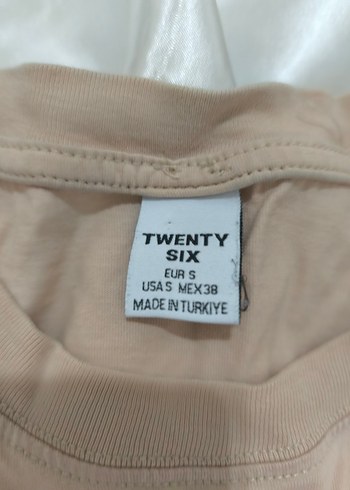 TWENTY
SIX
EUR S
USA S MEX 38
MADE IN TURKIYE